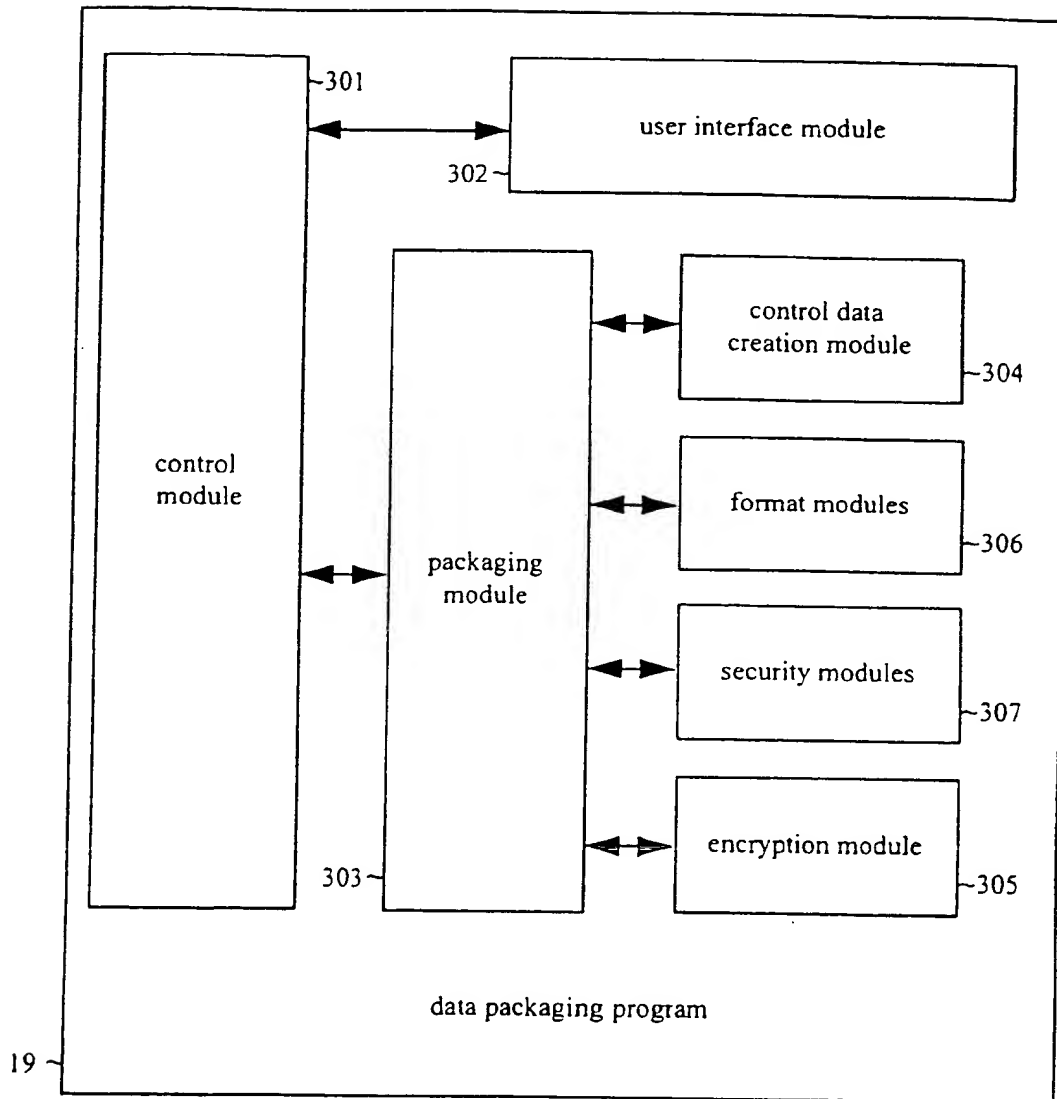 301
user interface module
302
control data
creation module
304
control
module
format modules
306
packaging
module
security modules
307
encryption module
303
305
data packaging program
19